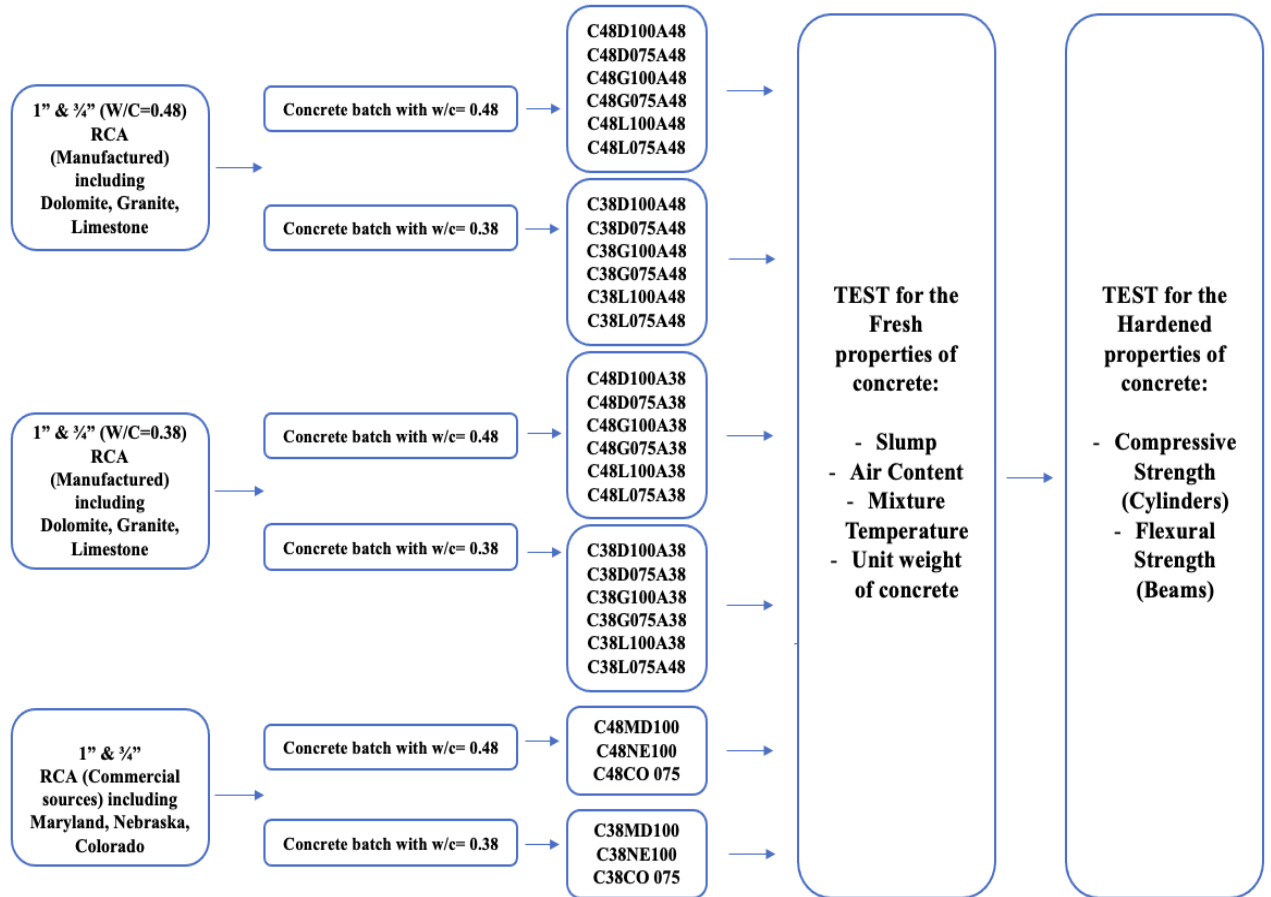 1” & ¾” (W/C=0.48)
RCA
(Manufactured)
including
Dolomite, Granite,
Limestone
Concrete batch with w/c= 0.48
C48D100A48
C48D075A48
C48G100A48
C48G075A48
C48L100A48
C48L075A48
Concrete batch with w/c= 0.38
C38D100A48
C38D075A48
C38G100A48
C38G075A48
C38L100A48
C38L075A48
1” & ¾” (W/C=0.38)
RCA
(Manufactured)
including
Dolomite, Granite,
Limestone
Concrete batch with w/c= 0.48
C48D100A38
C48D075A38
C48G100A38
C48G075A38
C48L100A38
C48L075A38
Concrete batch with w/c= 0.38
C38D100A38
C38D075A38
C38G100A38
C38G075A38
C38L100A38
C38L075A48
1” & ¾”
RCA (Commercial
sources) including
Maryland, Nebraska,
Colorado
Concrete batch with w/c= 0.48
C48MD100
C48NE100
C48CO 075
Concrete batch with w/c= 0.38
C38MD100
C38NE100
C38CO 075
TEST for the
Fresh
properties of
concrete:
- Slump
- Air Content
- Mixture
Temperature
- Unit weight
of concrete
TEST for the
Hardened
properties of
concrete:
- Compressive
Strength
(Cylinders)
- Flexural
Strength
(Beams)